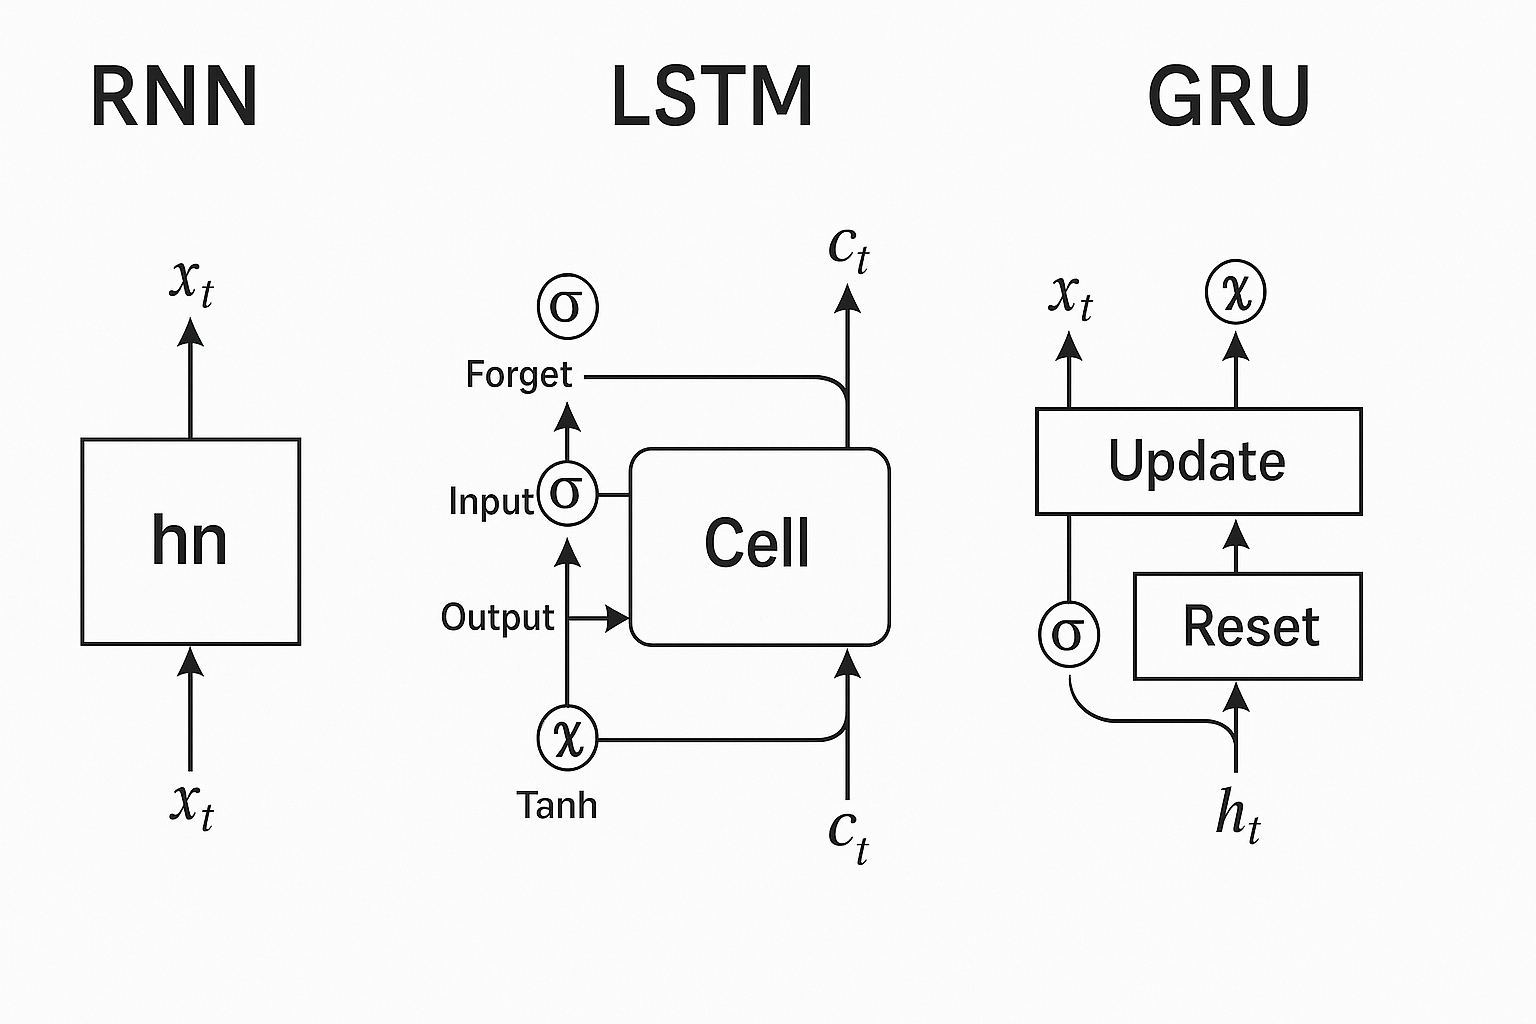 RNN
x_t
hn
x_t
LSTM
c_t
σ
Forget
Input σ
Cell
Output
χ
Tanh
c_t
GRU
x_t χ
Update
σ
Reset
h_t